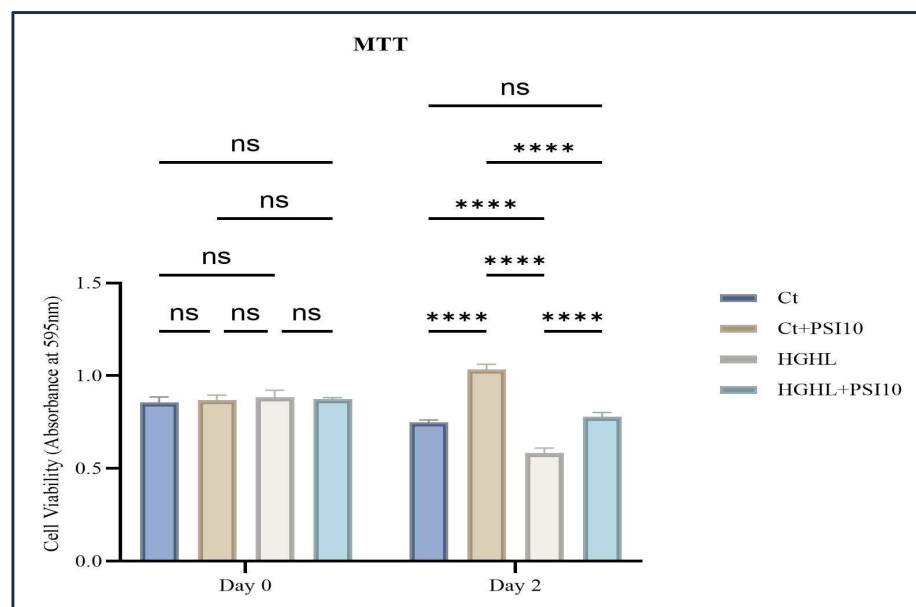 MTT
ns
ns
****
ns
ns
****
ns
****
ns ns ns
**** ****
Cell Viability (Absorbance at 595nm)
1.5
1.0
0.5
0.0
Day 0 Day 2
Ct
Ct+PSI10
HGHL
HGHL+PSI10